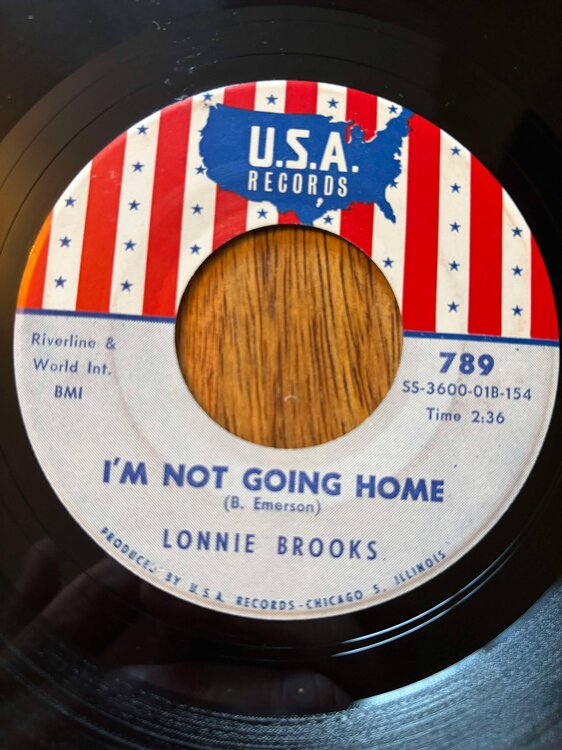 U.S.A.
RECORDS
Riverline &
World Int.
BMI
789
SS-3600-01B-154
Time 2:36
I'M NOT GOING HOME
(B. Emerson)
LONNIE BROOKS
PRODUCED BY U.S.A. RECORDS-CHICAGO 5, ILLINOIS